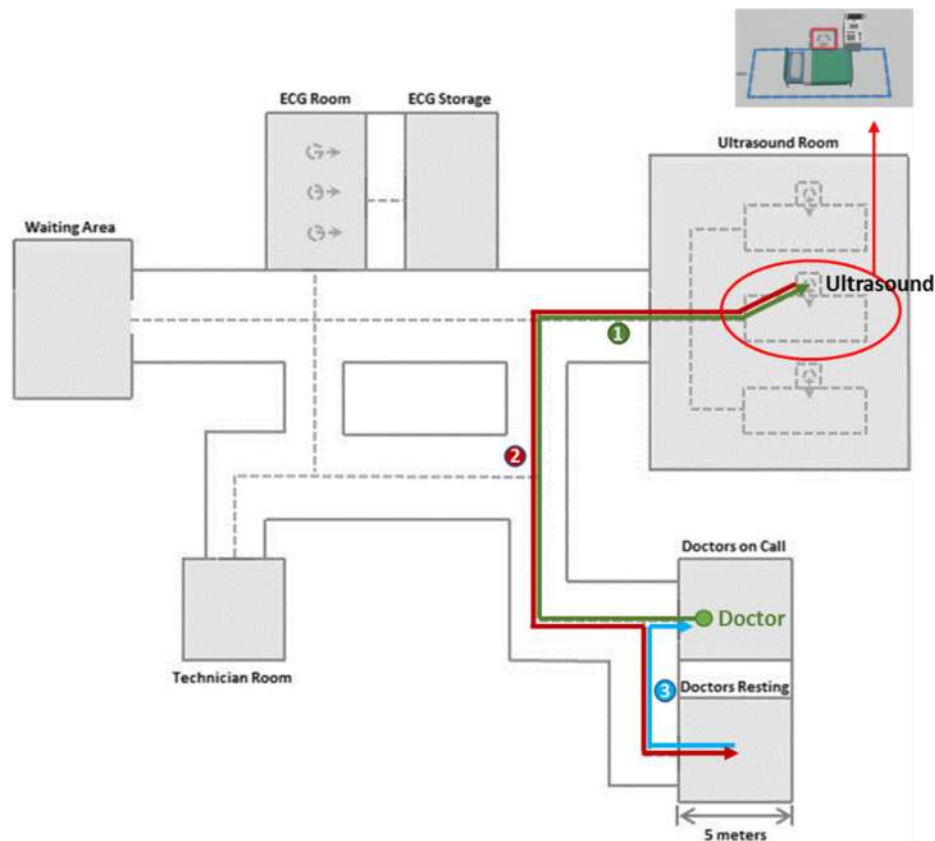 ECG Room
ECG Storage
Ultrasound Room
Waiting Area
Ultrasound
1
2
Doctors on Call
Doctor
Technician Room
3
Doctors Resting
5 meters